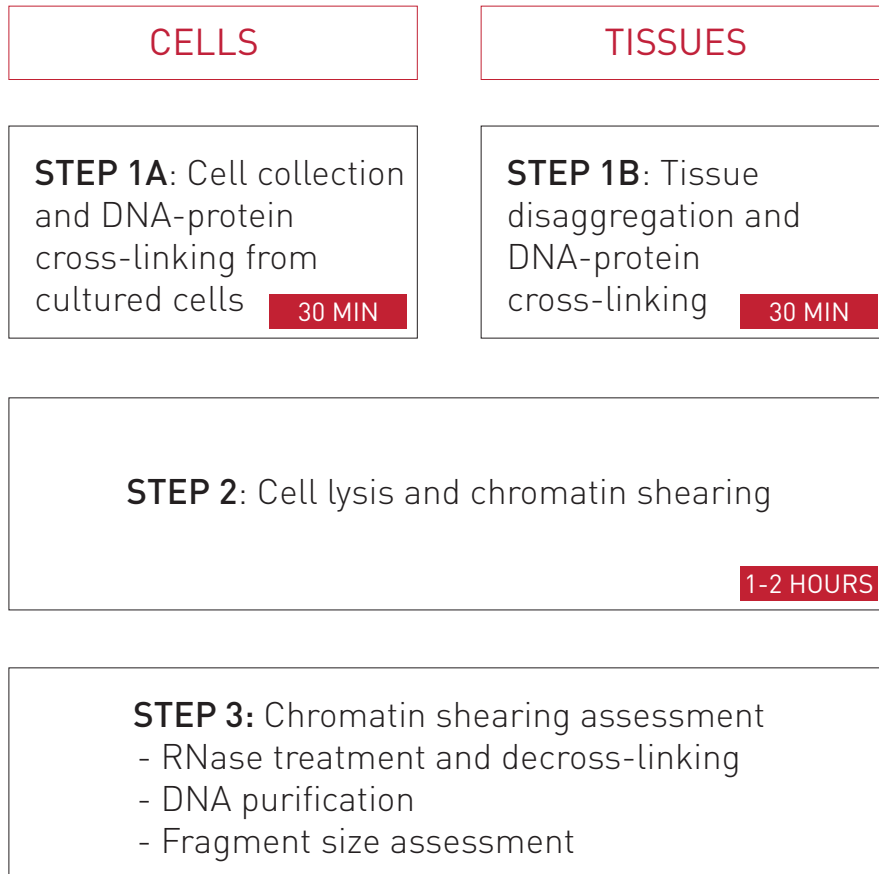 CELLS
TISSUES
STEP 1A: Cell collection
and DNA-protein
cross-linking from
cultured cells
30 MIN
STEP 1B: Tissue
disaggregation and
DNA-protein
cross-linking
30 MIN
STEP 2: Cell lysis and chromatin shearing
1-2 HOURS
STEP 3: Chromatin shearing assessment
- RNase treatment and decross-linking
- DNA purification
- Fragment size assessment